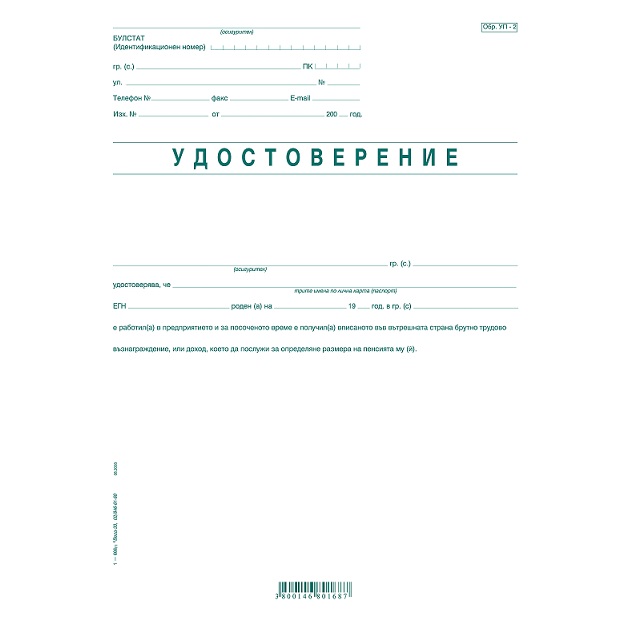 (осигурител)
Обр. УП - 2
БУЛСТАТ
(Идентификационен номер)
гр. (с.) ПК
ул. №
Телефон № факс E-mail
Изх. № от 200 год.
УДОСТОВЕРЕНИЕ
гр. (с.)
(осигурител)
удостоверява, че
трите имена по лична карта (паспорт)
ЕГН роден (а) на 19 год. в гр. (с)
е работил(а) в предприятието и за посоченото време е получил(а) вписаното във вътрешната страна брутно трудово
възнаграждение, или доход, което да послужи за определяне размера на пенсията му (й).
3 800146 801687